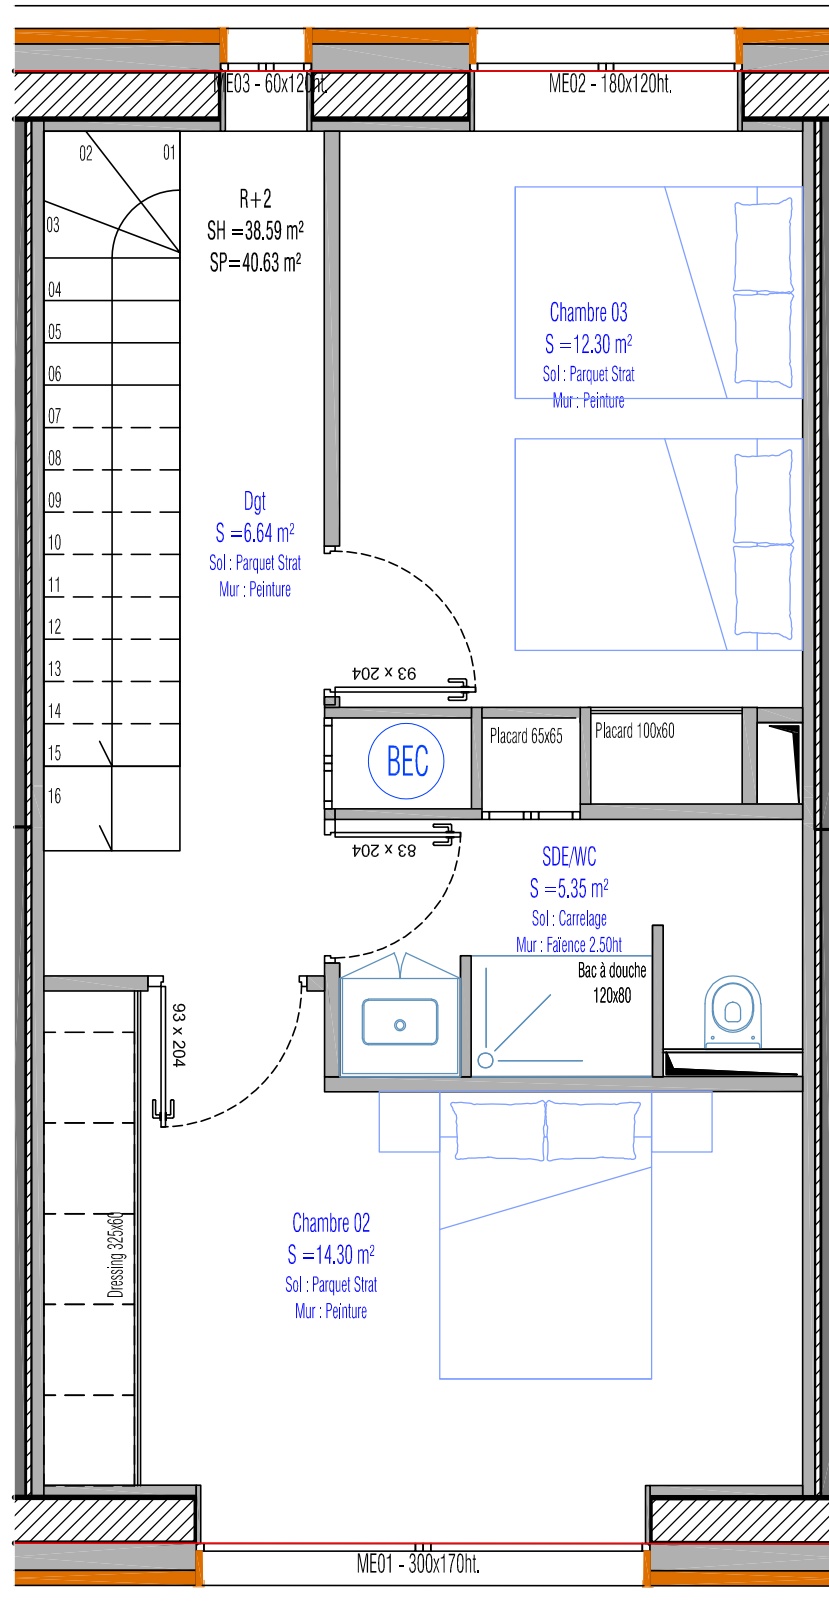 ME03 - 60x120ht.
ME02 - 180x120ht.
02
01
03
04
05
06
07
08
09
10
11
12
13
14
15
16
R+2
SH =38.59 m²
SP=40.63 m²
Chambre 03
S =12.30 m²
Sol : Parquet Strat
Mur : Peinture
Dgt
S =6.64 m²
Sol : Parquet Strat
Mur : Peinture
93 x 204
BEC
Placard 65x65
Placard 100x60
83 x 204
SDE/WC
S =5.35 m²
Sol : Carrelage
Mur : Faïence 2.50ht
Bac à douche
120x80
93 x 204
Dressing 325x60
Chambre 02
S =14.30 m²
Sol : Parquet Strat
Mur : Peinture
ME01 - 300x170ht.